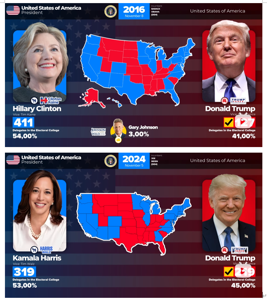 United States of America
President
2016
November 8
United States of America
Hillary Clinton
Donald Trump
Gary Johnson
3,00%
411
Delegates in the Electoral College
54,00%
Delegates in the Electoral College
41,00%
United States of America
President
2024
November 5
United States of America
Kamala Harris
Donald Trump
319
Delegates in the Electoral College
53,00%
Delegates in the Electoral College
45,00%